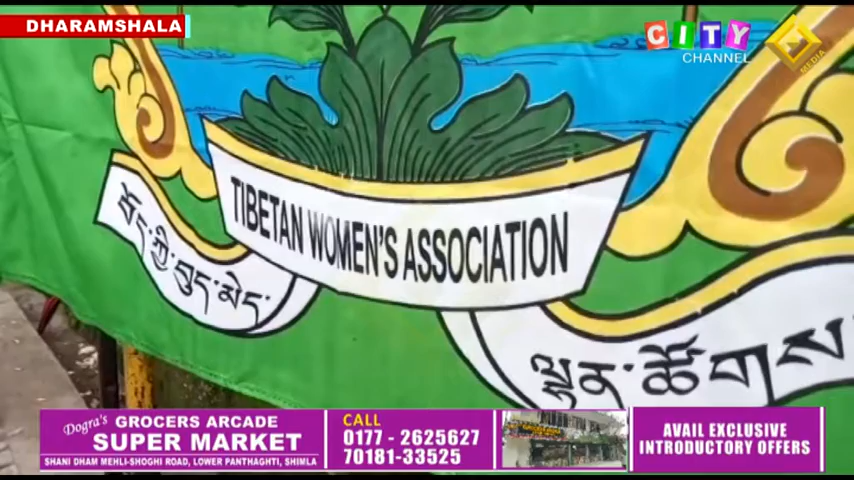 DHARAMSHALA
CITY
CHANNEL
MEDIA
TIBETAN WOMEN'S ASSOCIATION
བོད་ཀྱི་བུད་མེད་
ལྷན་ཚོགས
Dogra's GROCERS ARCADE
SUPER MARKET
SHANI DHAM MEHLI-SHOGHI ROAD, LOWER PANTHAGHTI, SHIMLA
CALL
0177 - 2625627
70181-33525
AVAIL EXCLUSIVE
INTRODUCTORY OFFERS